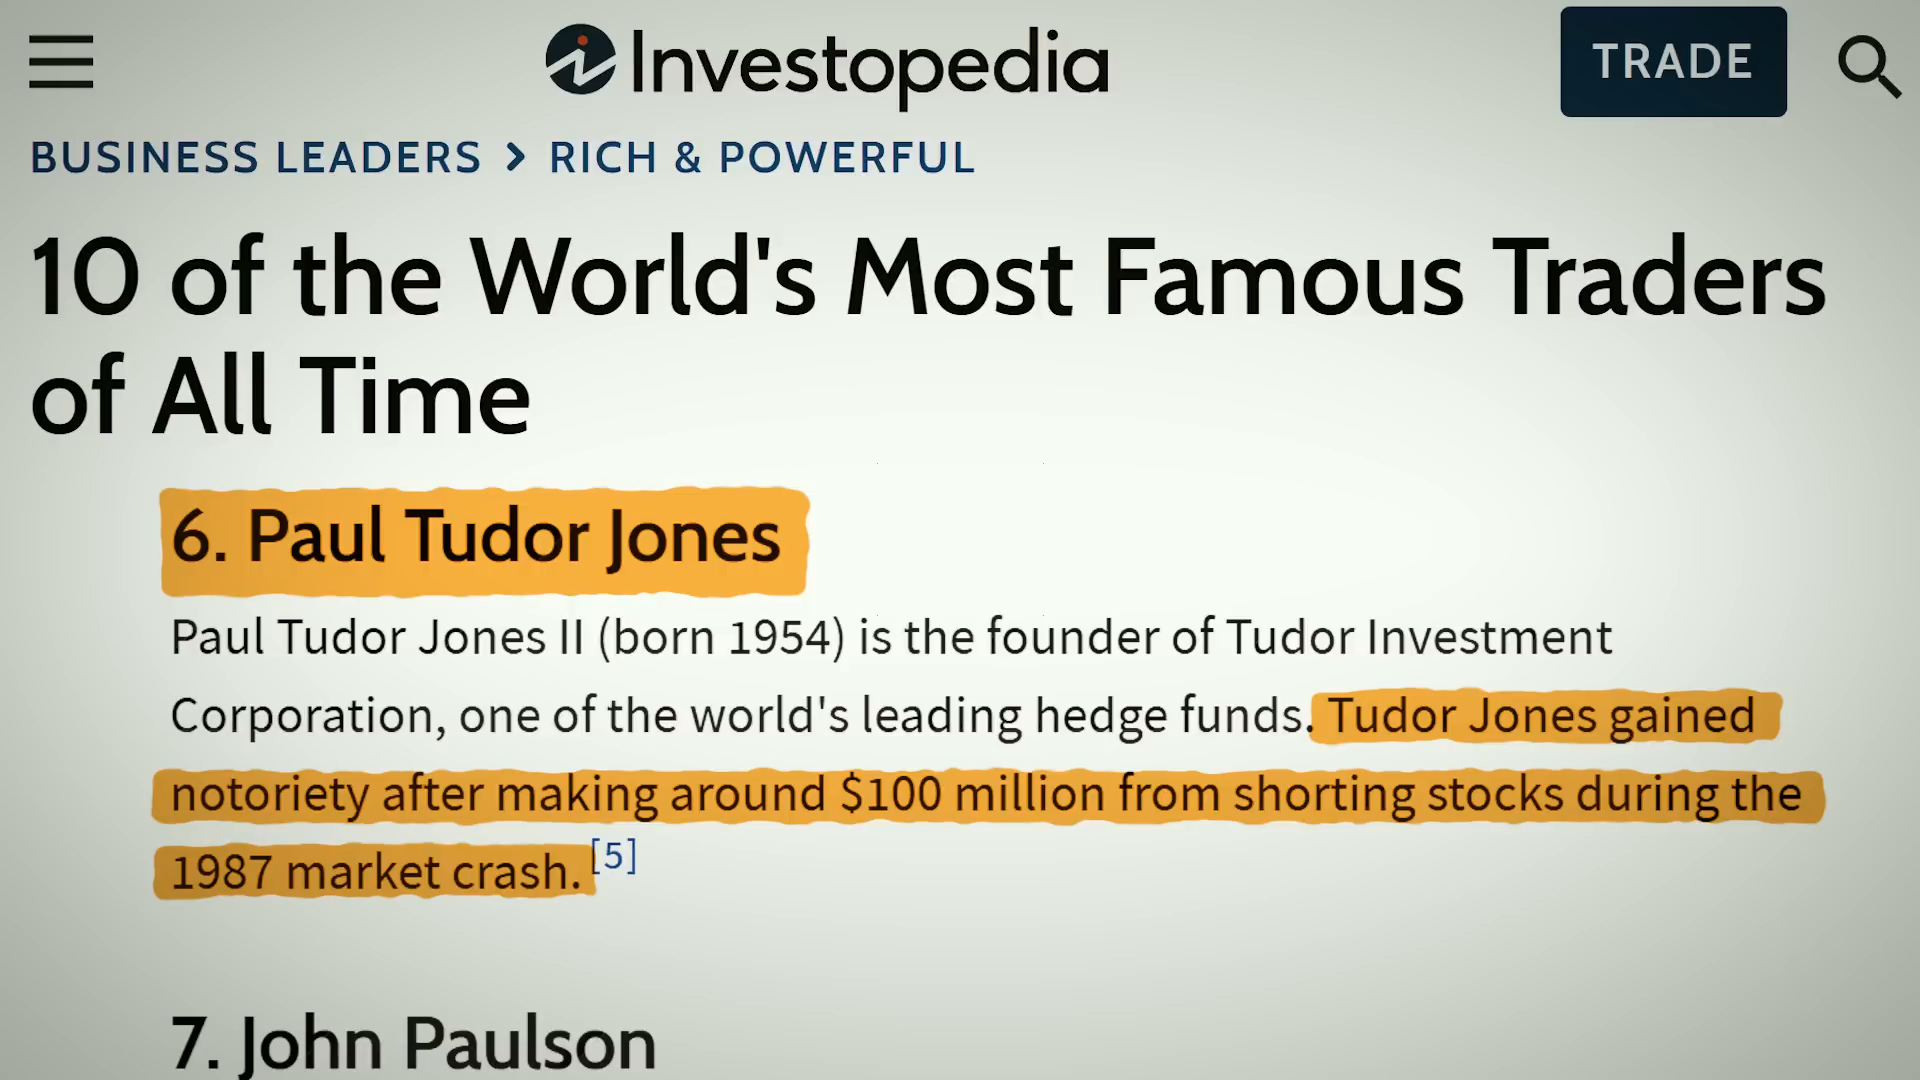 Investopedia
TRADE
BUSINESS LEADERS > RICH & POWERFUL
10 of the World's Most Famous Traders
of All Time
6. Paul Tudor Jones
Paul Tudor Jones II (born 1954) is the founder of Tudor Investment
Corporation, one of the world's leading hedge funds. Tudor Jones gained
notoriety after making around $100 million from shorting stocks during the
1987 market crash. [5]
7. John Paulson